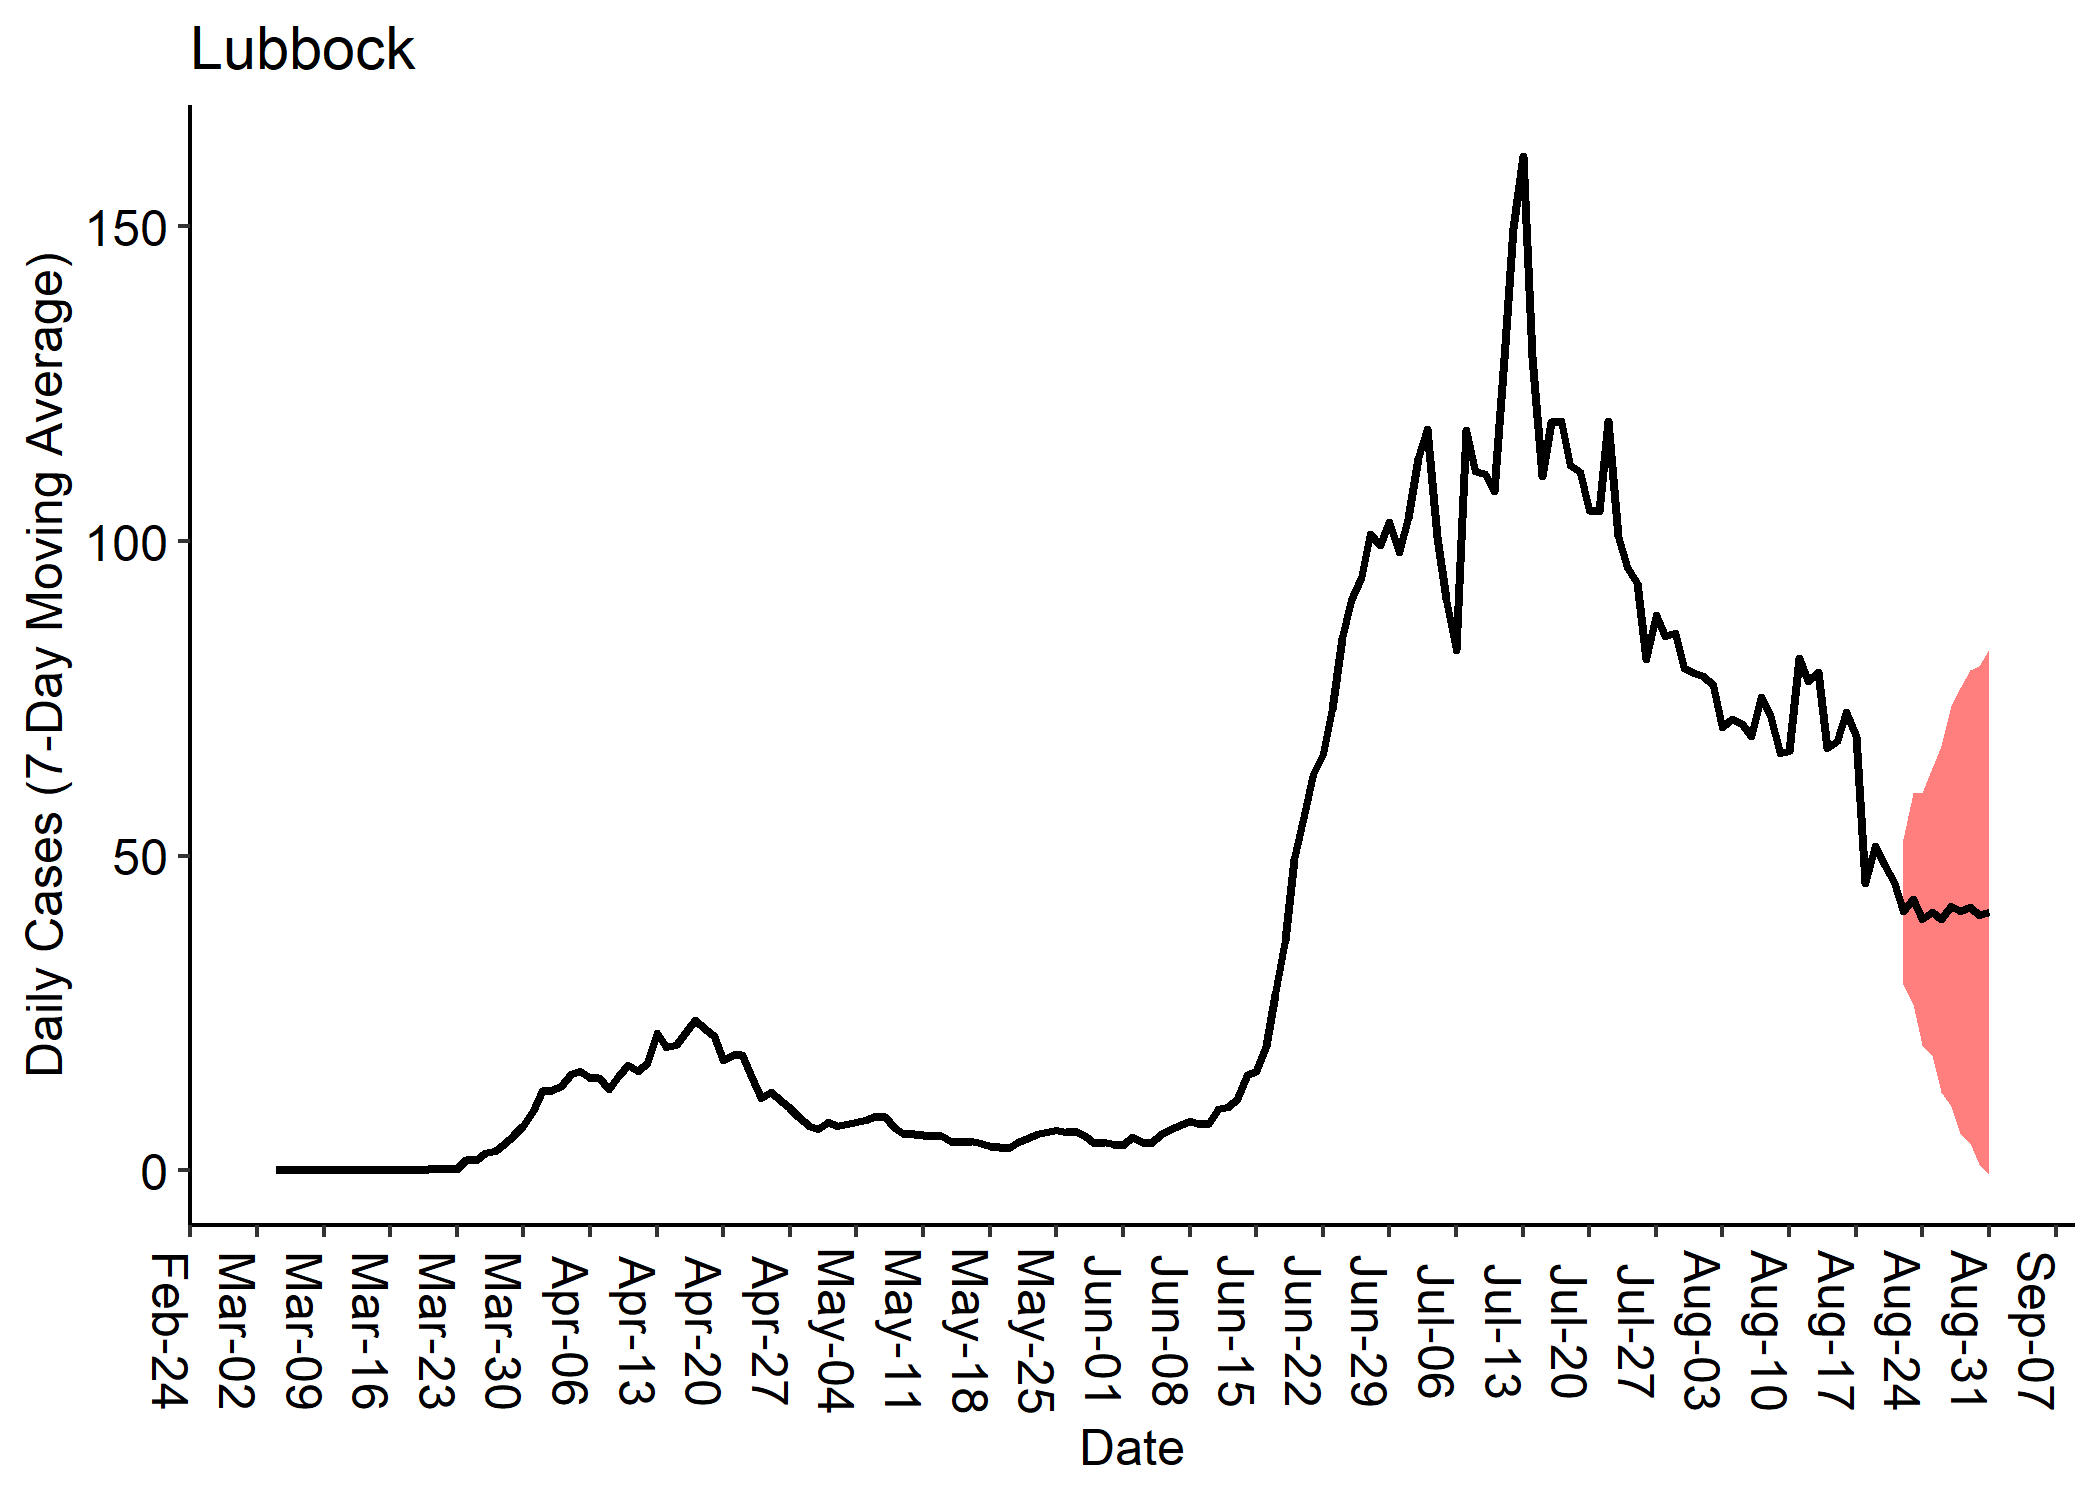 Lubbock
Daily Cases (7-Day Moving Average)
150
100
50
0
Feb-24
Mar-02
Mar-09
Mar-16
Mar-23
Mar-30
Apr-06
Apr-13
Apr-20
Apr-27
May-04
May-11
May-18
May-25
Jun-01
Jun-08
Jun-15
Jun-22
Jun-29
Jul-06
Jul-13
Jul-20
Jul-27
Aug-03
Aug-10
Aug-17
Aug-24
Aug-31
Sep-07
Date